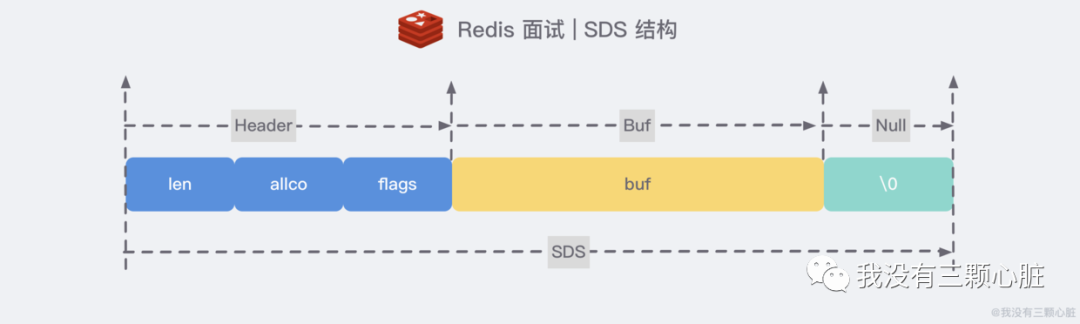 Redis 面试 | SDS 结构
Header
Buf
Null
len
allco
flags
buf
\0
SDS
我没有三颗心脏
@我没有三颗心脏